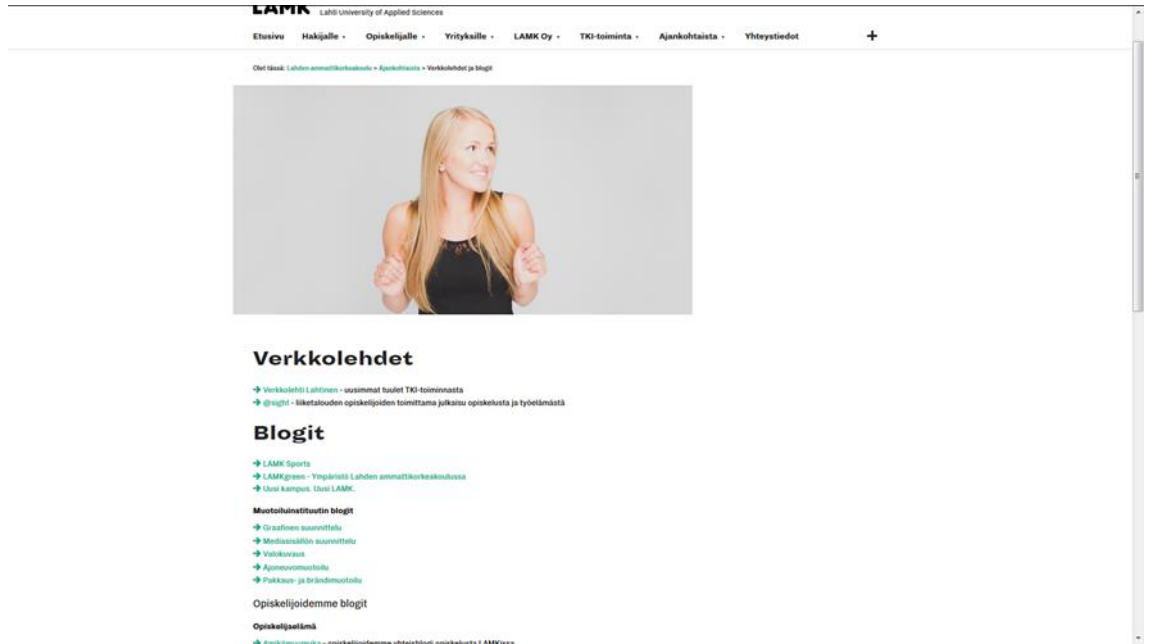 LAMK Lahti University of Applied Sciences
Etusivu Hakijalle Opiskelijalle Yrityksille LAMK Oy TKI-toiminta Ajankohtaista Yhteystiedot +
Olet tässä: Lahden ammattikorkeakoulu » Ajankohtaista » Verkkolehdet ja blogit
Verkkolehdet
→ Verkkolehti Lahtinen - uusimmat tuulet TKI-toiminnasta
→ @sight - liiketalouden opiskelijoiden toimittama julkaisu opiskelusta ja työelämästä
Blogit
→ LAMK Sports
→ LAMKgreen - Ympäristö Lahden ammattikorkeakoulussa
→ Uusi kampus. Uusi LAMK.
Muotoiluinstituutin blogit
→ Graafinen suunnittelu
→ Mediasisällön suunnittelu
→ Valokuvaus
→ Ajoneuvomuotoilu
→ Pakkaus- ja brändimuotoilu
Opiskelijoidemme blogit
Opiskelijaelämä
→ - opiskelijoidemme yhteisblogi opiskelusta LAMKissa